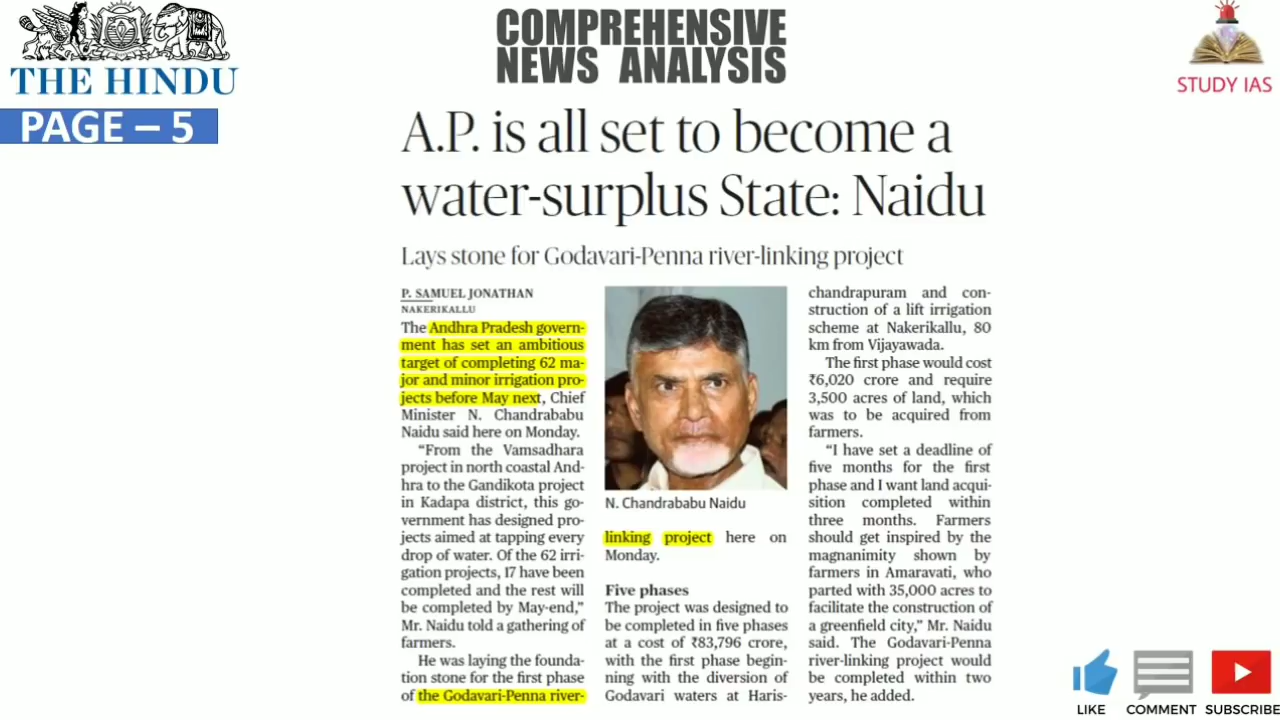 THE HINDU
PAGE – 5
COMPREHENSIVE
NEWS ANALYSIS
STUDY IAS
A.P. is all set to become a
water-surplus State: Naidu
Lays stone for Godavari-Penna river-linking project
P. SAMUEL JONATHAN
NAKERIKALLU
The Andhra Pradesh govern-
ment has set an ambitious
target of completing 62 ma-
jor and minor irrigation pro-
jects before May next, Chief
Minister N. Chandrababu
Naidu said here on Monday.
“From the Vamsadhara
project in north coastal And-
hra to the Gandikota project
in Kadapa district, this go-
vernment has designed pro-
jects aimed at tapping every
drop of water. Of the 62 irri-
gation projects, 17 have been
completed and the rest will
be completed by May-end,”
Mr. Naidu told a gathering of
farmers.
He was laying the founda-
tion stone for the first phase
of the Godavari-Penna river-
N. Chandrababu Naidu
linking project here on
Monday.
Five phases
The project was designed to
be completed in five phases
at a cost of ₹83,796 crore,
with the first phase begin-
ning with the diversion of
Godavari waters at Haris-
chandrapuram and con-
struction of a lift irrigation
scheme at Nakerikallu, 80
km from Vijayawada.
The first phase would cost
₹6,020 crore and require
3,500 acres of land, which
was to be acquired from
farmers.
“I have set a deadline of
five months for the first
phase and I want land acqui-
sition completed within
three months. Farmers
should get inspired by the
magnanimity shown by
farmers in Amaravati, who
parted with 35,000 acres to
facilitate the construction of
a greenfield city,” Mr. Naidu
said. The Godavari-Penna
river-linking project would
be completed within two
years, he added.
LIKE
COMMENT
SUBSCRIBE